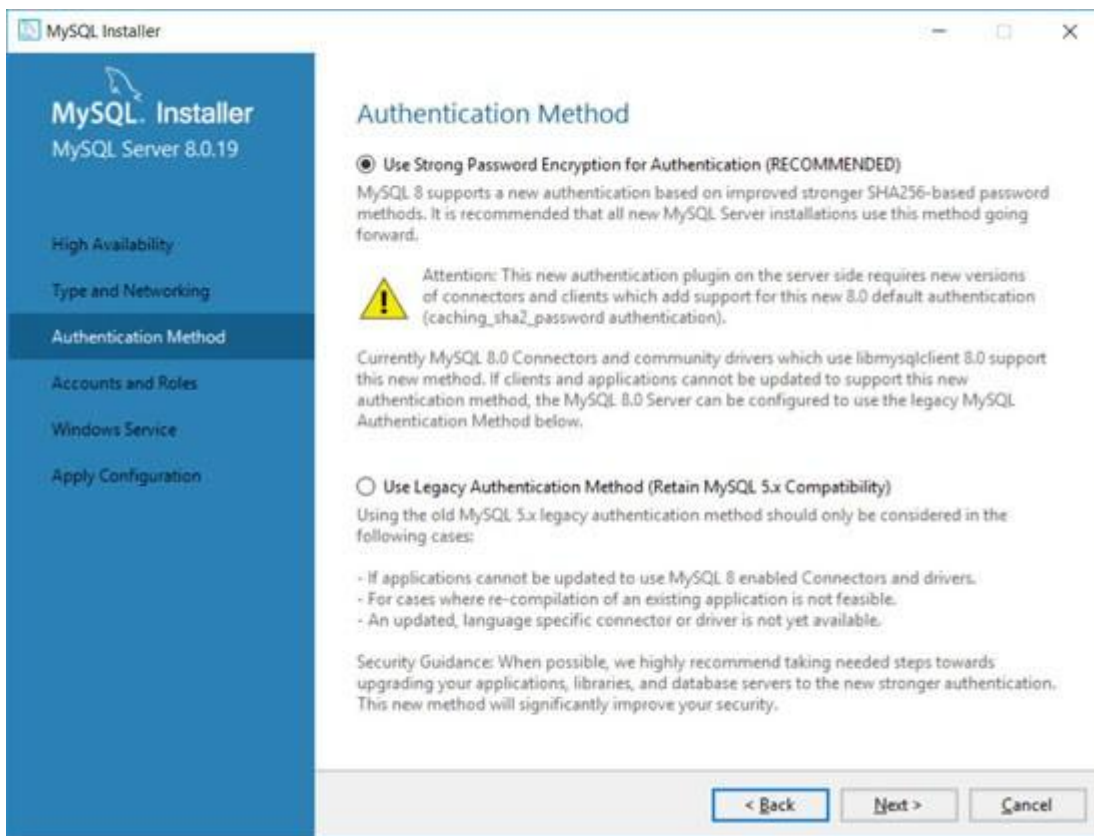 MySQL Installer
MySQL. Installer
MySQL Server 8.0.19
High Availability
Type and Networking
Authentication Method
Accounts and Roles
Windows Service
Apply Configuration
Authentication Method
Use Strong Password Encryption for Authentication (RECOMMENDED)
MySQL 8 supports a new authentication based on improved stronger SHA256-based password
methods. It is recommended that all new MySQL Server installations use this method going
forward.
Attention: This new authentication plugin on the server side requires new versions
of connectors and clients which add support for this new 8.0 default authentication
(caching_sha2_password authentication).
Currently MySQL 8.0 Connectors and community drivers which use libmysqlclient 8.0 support
this new method. If clients and applications cannot be updated to support this new
authentication method, the MySQL 8.0 Server can be configured to use the legacy MySQL
Authentication Method below.
Use Legacy Authentication Method (Retain MySQL 5.x Compatibility)
Using the old MySQL 5.x legacy authentication method should only be considered in the
following cases:
- If applications cannot be updated to use MySQL 8 enabled Connectors and drivers.
- For cases where re-compilation of an existing application is not feasible.
- An updated, language specific connector or driver is not yet available.
Security Guidance: When possible, we highly recommend taking needed steps towards
upgrading your applications, libraries, and database servers to the new stronger authentication.
This new method will significantly improve your security.
< Back
Next >
Cancel